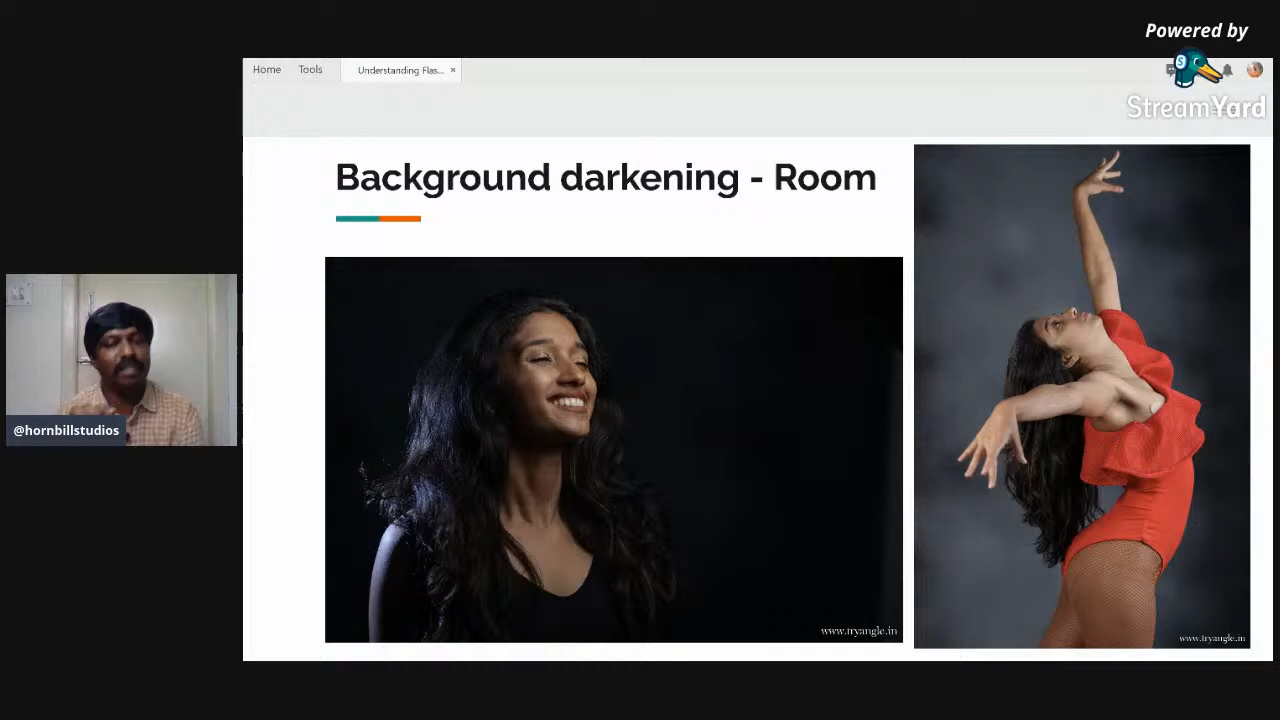 Powered by
StreamYard
Home Tools Understanding Flas... ×
Background darkening - Room
@hornbillstudios
www.tryangle.in
www.tryangle.in